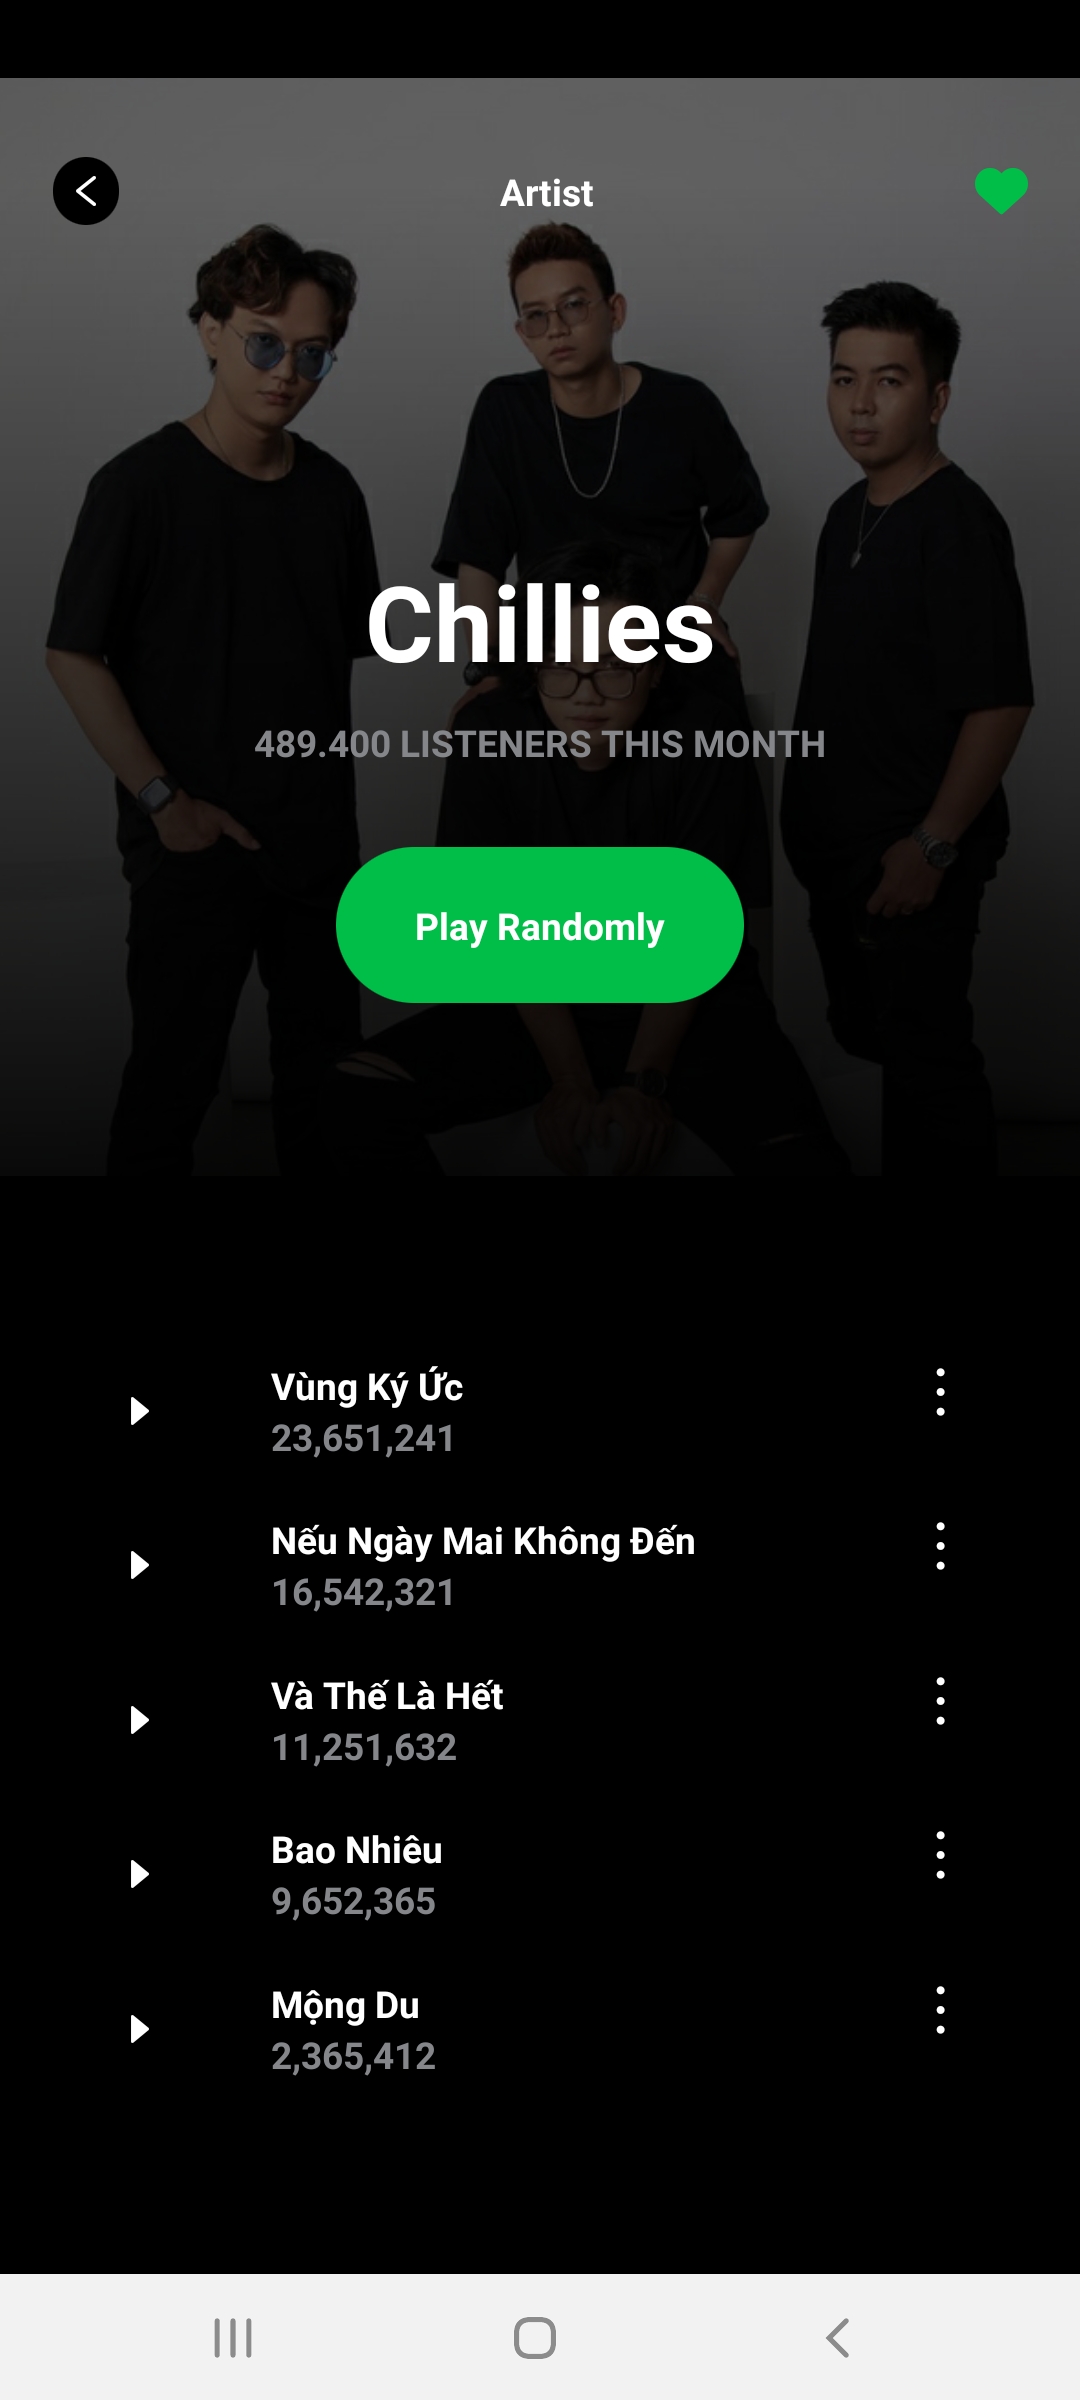 Artist
Chillies
489.400 LISTENERS THIS MONTH
Play Randomly
Vùng Ký Ức
23,651,241
Nếu Ngày Mai Không Đến
16,542,321
Và Thế Là Hết
11,251,632
Bao Nhiêu
9,652,365
Mộng Du
2,365,412